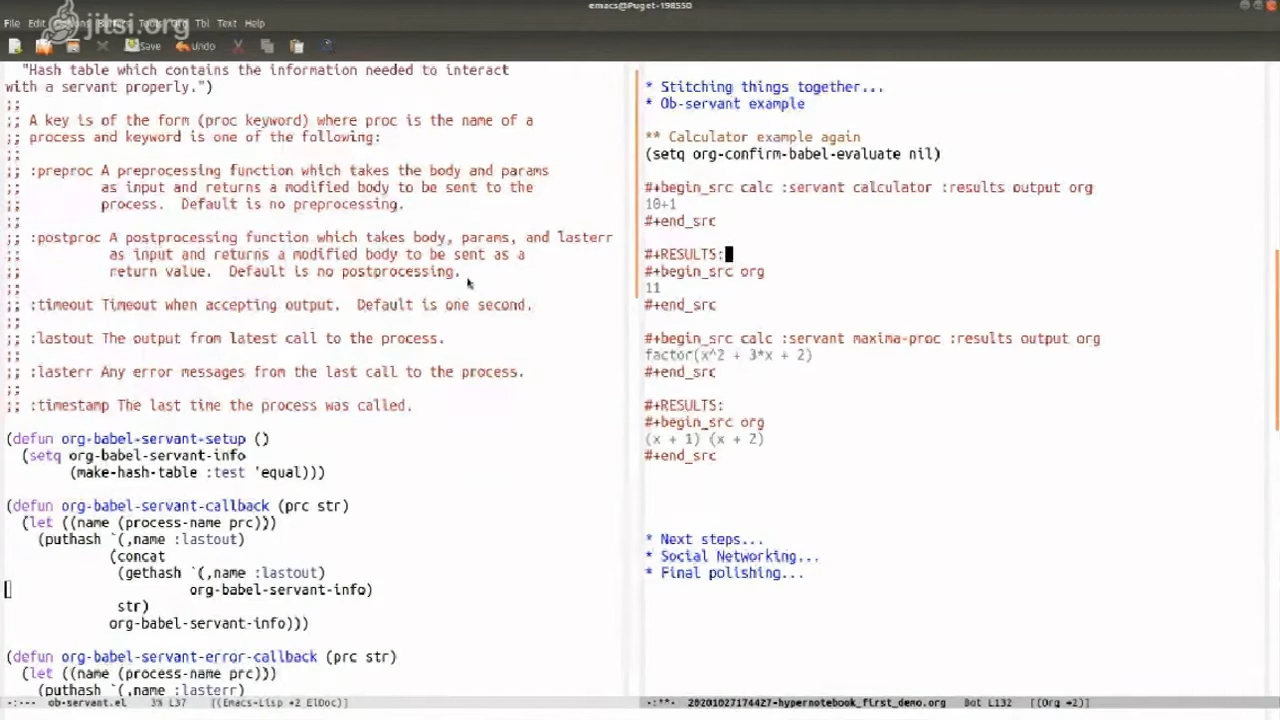 emacs@Puget-198550
jitsi.org
File Edit Tools Org Tbl Text Help
Save Undo
"Hash table which contains the information needed to interact
with a servant properly.")
;;
;; A key is of the form (proc keyword) where proc is the name of a
;; process and keyword is one of the following:
;;
;; :preproc A preprocessing function which takes the body and params
;;          as input and returns a modified body to be sent to the
;;          process.  Default is no preprocessing.
;;
;; :postproc A postprocessing function which takes body, params, and lasterr
;;           as input and returns a modified body to be sent as a
;;           return value.  Default is no postprocessing.
;;
;; :timeout Timeout when accepting output.  Default is one second.
;;
;; :lastout The output from latest call to the process.
;;
;; :lasterr Any error messages from the last call to the process.
;;
;; :timestamp The last time the process was called.
(defun org-babel-servant-setup ()
  (setq org-babel-servant-info
        (make-hash-table :test 'equal)))
(defun org-babel-servant-callback (prc str)
  (let ((name (process-name prc)))
    (puthash `(,name :lastout)
             (concat
              (gethash `(,name :lastout)
                       org-babel-servant-info)
              str)
             org-babel-servant-info)))
(defun org-babel-servant-error-callback (prc str)
  (let ((name (process-name prc)))
    (puthash `(,name :lasterr)
-:--- ob-servant.el 3% L37 [(Emacs-Lisp +2 ElDoc)]
* Stitching things together...
* Ob-servant example
** Calculator example again
(setq org-confirm-babel-evaluate nil)
#+begin_src calc :servant calculator :results output org
10+1
#+end_src
#+RESULTS:
#+begin_src org
11
#+end_src
#+begin_src calc :servant maxima-proc :results output org
factor(x^2 + 3*x + 2)
#+end_src
#+RESULTS:
#+begin_src org
(x + 1) (x + 2)
#+end_src
* Next steps...
* Social Networking...
* Final polishing...
-:**- 20201027174427-hypernotebook_first_demo.org Bot L132 [(Org +2)]